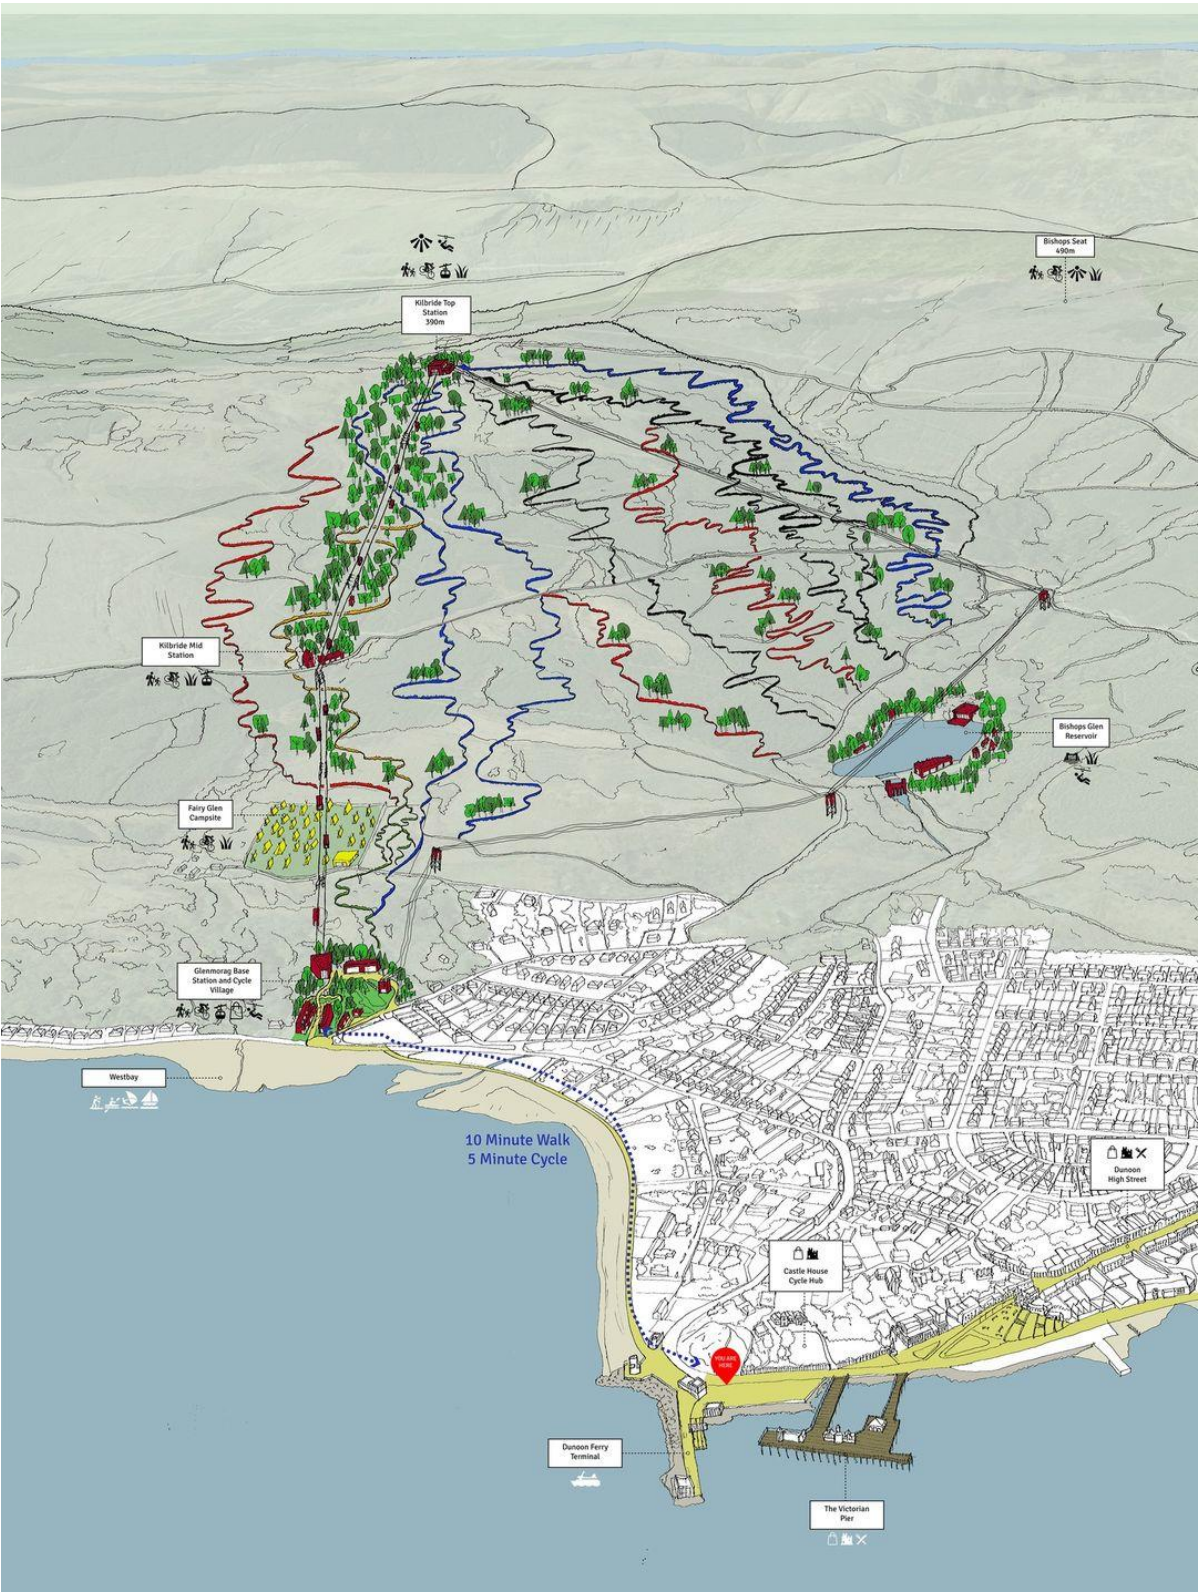 Bishops Seat
490m
Kilbride Top
Station
390m
Kilbride Mid
Station
Bishops Glen
Reservoir
Fairy Glen
Campsite
Glenmorag Base
Station and Cycle
Village
Westbay
10 Minute Walk
5 Minute Cycle
Dunoon
High Street
Castle House
Cycle Hub
YOU ARE
HERE
Dunoon Ferry
Terminal
The Victorian
Pier